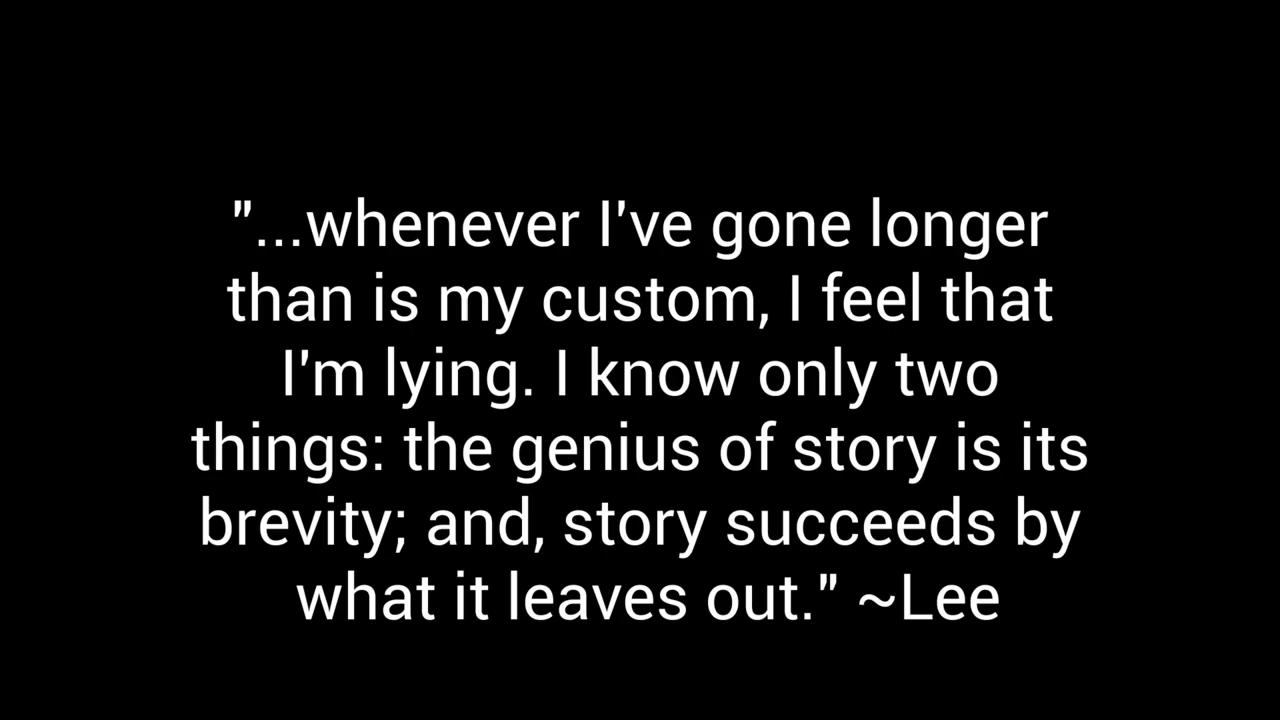 "...whenever I've gone longer
than is my custom, I feel that
I'm lying. I know only two
things: the genius of story is its
brevity; and, story succeeds by
what it leaves out." ~Lee